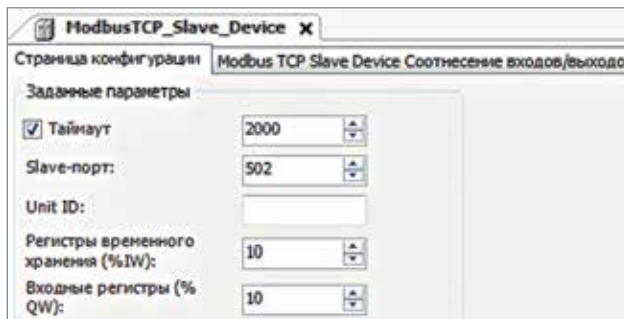 ModbusTCP_Slave_Device
Страница конфигурации
Modbus TCP Slave Device Соотнесение входов/выходо
Заданные параметры
Таймаут 2000
Slave-порт: 502
Unit ID:
Регистры временного
хранения (%IW): 10
Входные регистры (%
QW): 10